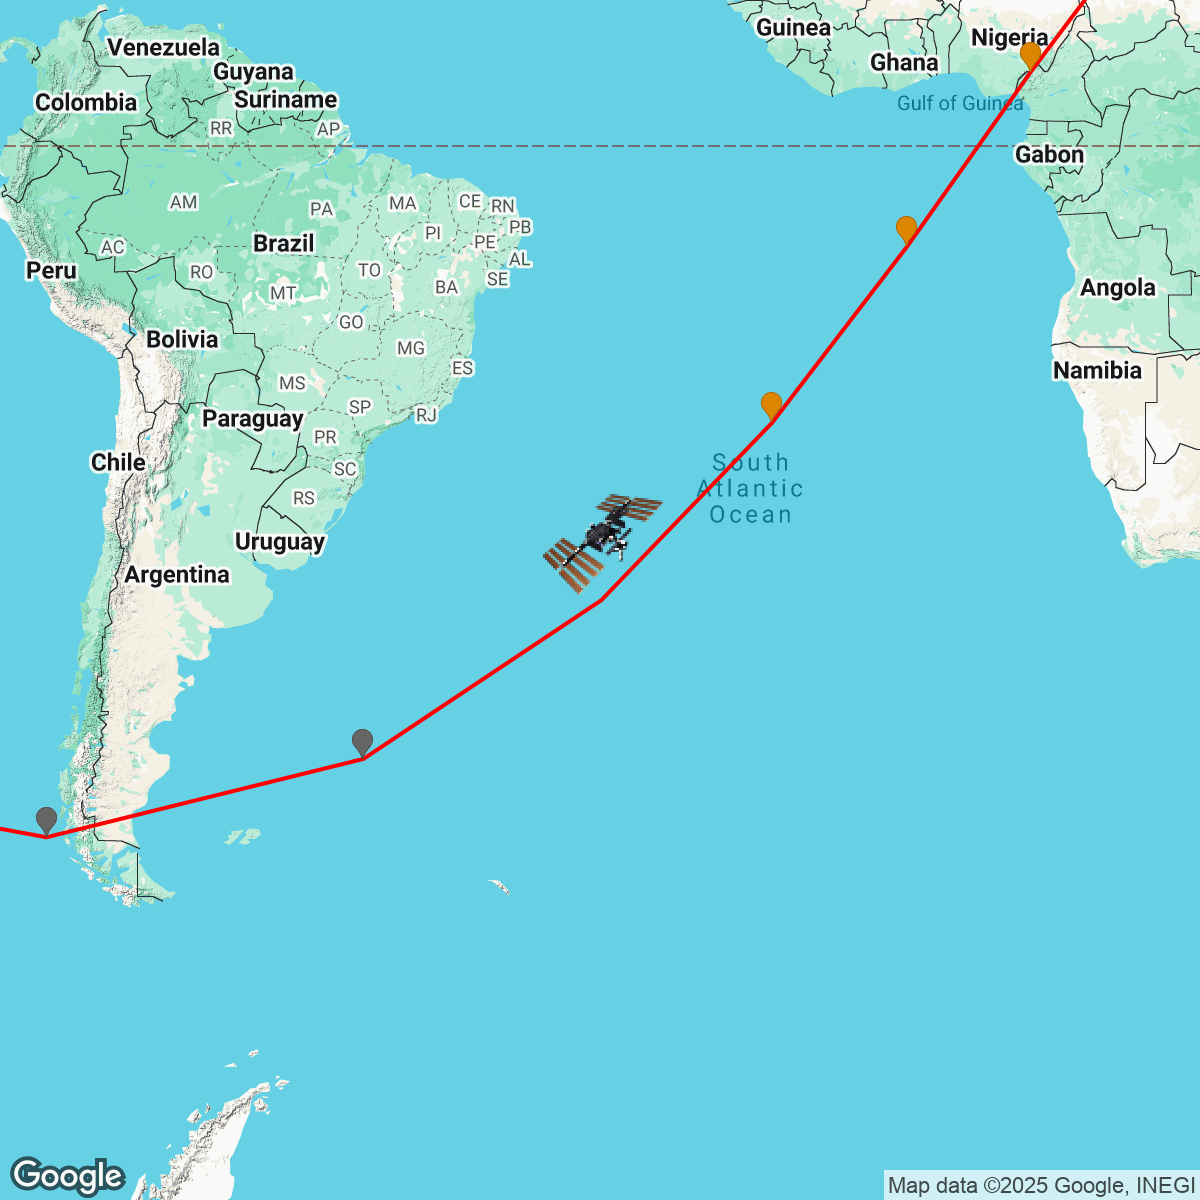 Guinea
Nigeria
Venezuela
Ghana
Guyana
Colombia
Suriname
Gulf of Guinea
RR
AP
Gabon
AM
PA
MA
CE
RN
PI
PE
PB
Brazil
AC
RO
TO
AL
Peru
MT
BA
SE
Angola
GO
Bolivia
MG
ES
Namibia
MS
SP
RJ
Paraguay
PR
Chile
SC
South
Atlantic
Ocean
RS
Uruguay
Argentina
Google
Map data ©2025 Google, INEGI